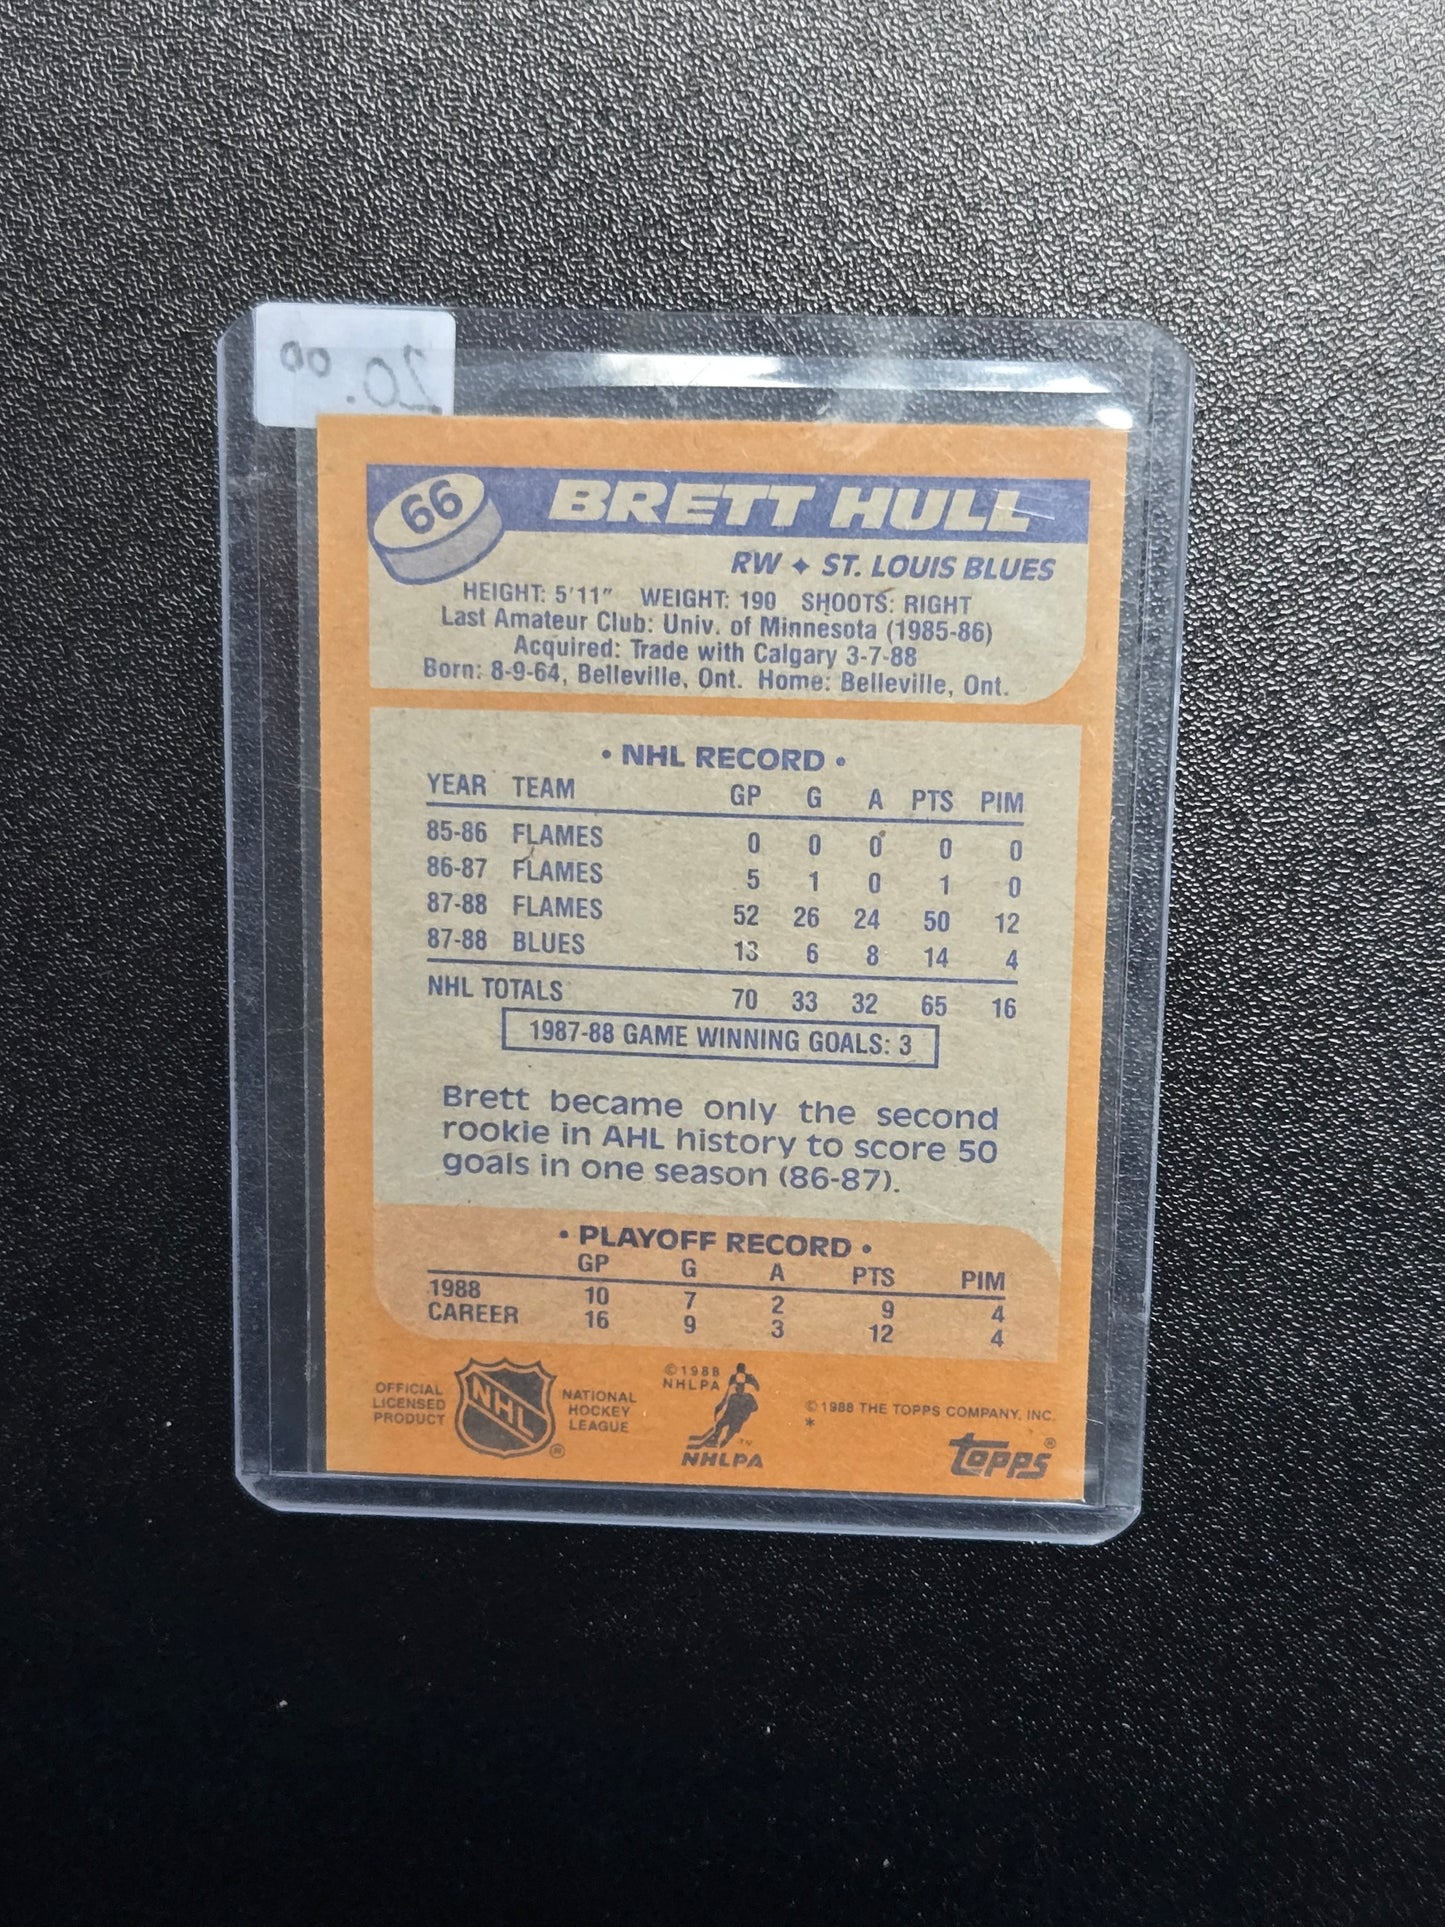 20.00
66
BRETT HULL
RW ✦ ST. LOUIS BLUES
HEIGHT: 5'11" WEIGHT: 190 SHOOTS: RIGHT
Last Amateur Club: Univ. of Minnesota (1985-86)
Acquired: Trade with Calgary 3-7-88
Born: 8-9-64, Belleville, Ont. Home: Belleville, Ont.
• NHL RECORD •
YEAR TEAM GP G A PTS PIM
85-86 FLAMES 0 0 0 0 0
86-87 FLAMES 5 1 0 1 0
87-88 FLAMES 52 26 24 50 12
87-88 BLUES 13 6 8 14 4
NHL TOTALS 70 33 32 65 16
1987-88 GAME WINNING GOALS: 3
Brett became only the second
rookie in AHL history to score 50
goals in one season (86-87).
• PLAYOFF RECORD •
GP G A PTS PIM
1988 10 7 2 9 4
CAREER 16 9 3 12 4
OFFICIAL
LICENSED
PRODUCT
NHL
®
NATIONAL
HOCKEY
LEAGUE
©1988
NHLPA
TM
NHLPA
©1988 THE TOPPS COMPANY, INC.
*
topps®